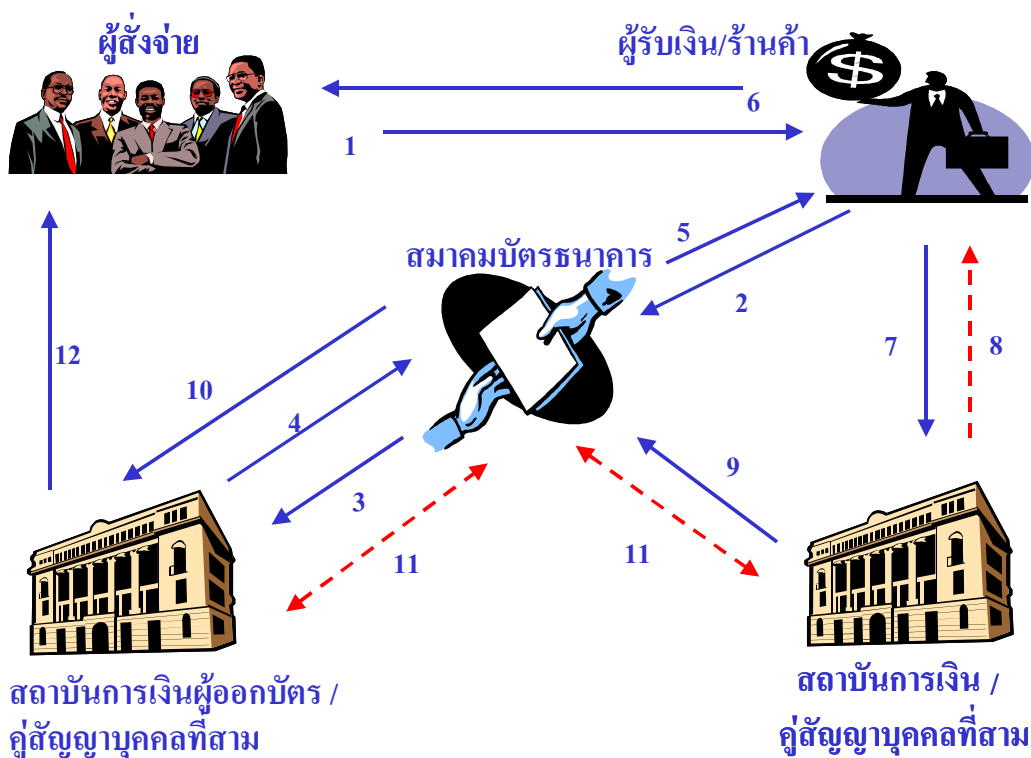 ผู้สั่งจ่าย
ผู้รับเงิน/ร้านค้า
$
6
1
5
สมาคมบัตรธนาคาร
2
12
7
8
10
4
9
3
11
11
สถาบันการเงินผู้ออกบัตร /
คู่สัญญาบุคคลที่สาม
สถาบันการเงิน /
คู่สัญญาบุคคลที่สาม